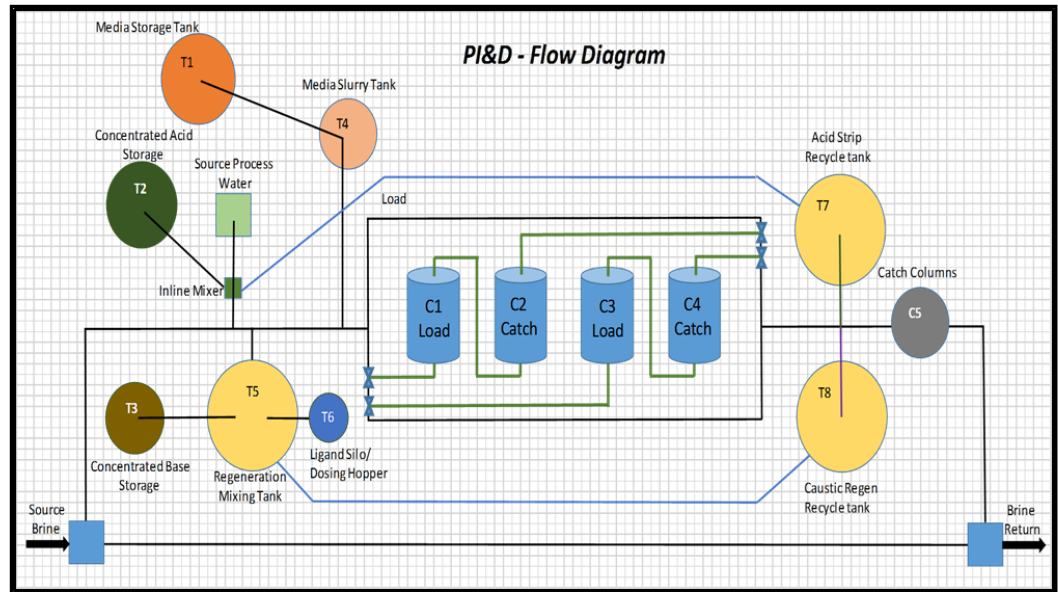 PI&D - Flow Diagram
Media Storage Tank
T1
Media Slurry Tank
T4
Concentrated Acid
Storage
T2
Source Process
Water
Acid Strip
Recycle tank
T7
Load
Inline Mixer
C1
Load
C2
Catch
C3
Load
C4
Catch
Catch Columns
C5
T3
Concentrated Base
Storage
T5
Regeneration
Mixing Tank
T6
Ligand Silo/
Dosing Hopper
T8
Caustic Regen
Recycle tank
Source
Brine
Brine
Return